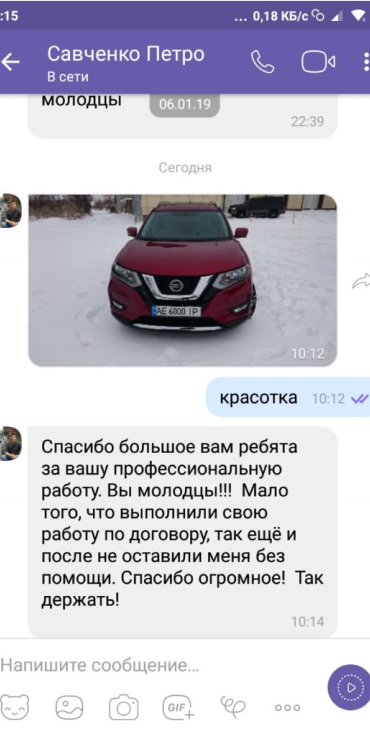 :15
... 0,18 КБ/с
Савченко Петро
В сети
молодцы
06.01.19
22:39
Сегодня
AE 6000 IP
10:12
красотка 10:12
Спасибо большое вам ребята
за вашу профессиональную
работу. Вы молодцы!!! Мало
того, что выполнили свою
работу по договору, так ещё и
после не оставили меня без
помощи. Спасибо огромное! Так
держать!
10:14
Напишите сообщение...
GIF